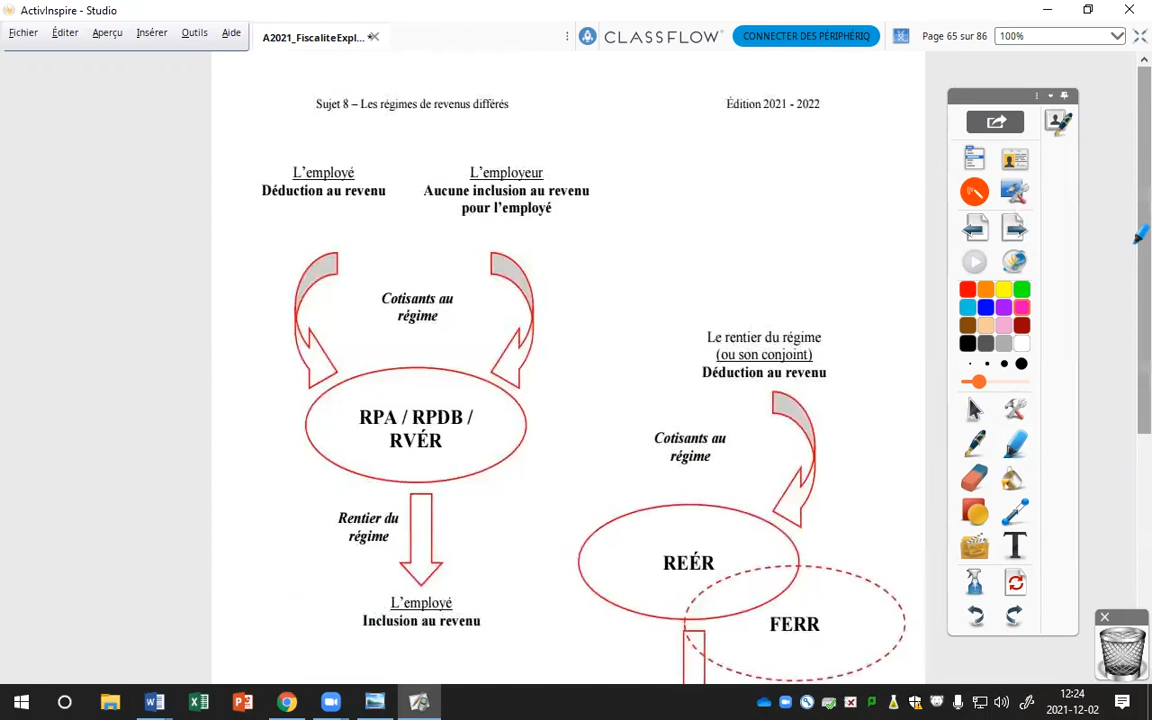 ActivInspire - Studio
Fichier Éditer Aperçu Insérer Outils Aide
A2021_FiscaliteExpl...
CLASSFLOW
CONNECTER DES PÉRIPHÉRIQ
Page 65 sur 86
100%
Sujet 8 – Les régimes de revenus différés
Édition 2021 - 2022
L'employé
Déduction au revenu
L'employeur
Aucune inclusion au revenu
pour l'employé
Cotisants au
régime
RPA / RPDB /
RVÉR
Rentier du
régime
L'employé
Inclusion au revenu
Le rentier du régime
(ou son conjoint)
Déduction au revenu
Cotisants au
régime
REÉR
FERR
T
12:24
2021-12-02